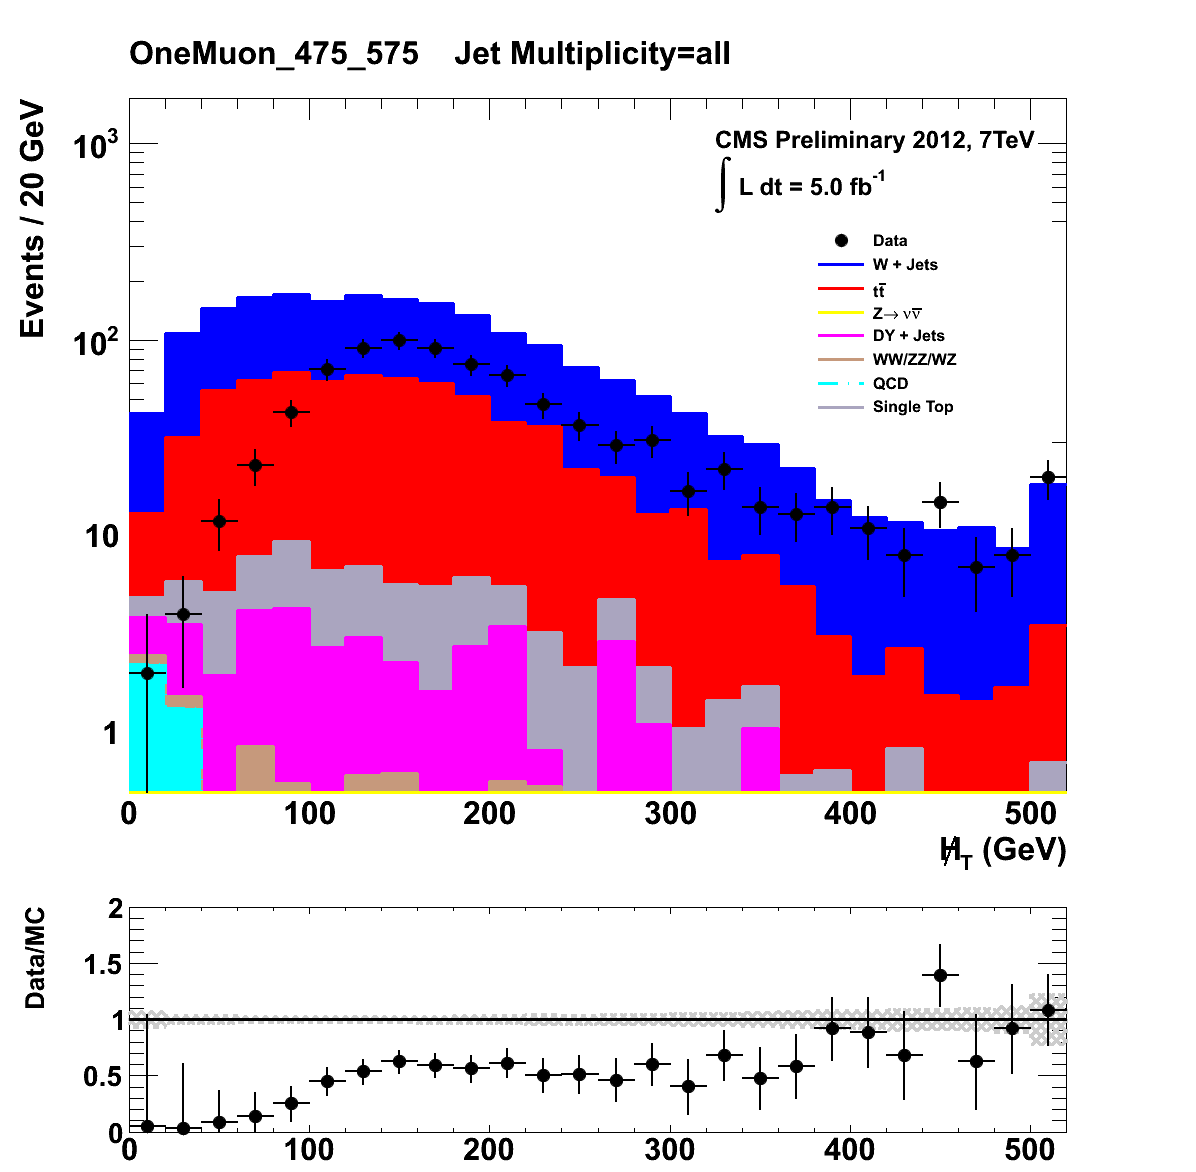 OneMuon_475_575 Jet Multiplicity=all
Events / 20 GeV
10³
10²
10
1
CMS Preliminary 2012, 7TeV
∫ L dt = 5.0 fb⁻¹
Data
W + Jets
tt̅
Z→ νν̅
DY + Jets
WW/ZZ/WZ
QCD
Single Top
0 100 200 300 400 500
H̸_T (GeV)
Data/MC
2
1.5
1
0.5
0
0 100 200 300 400 500